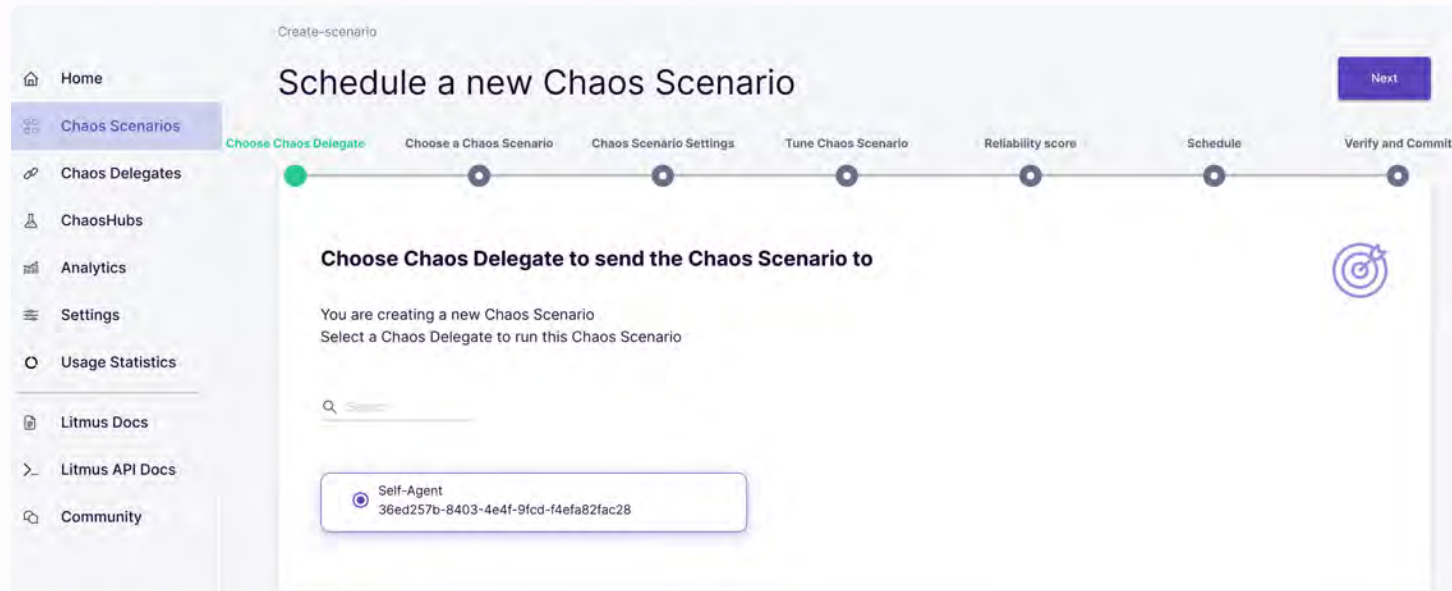 Create-scenario
Schedule a new Chaos Scenario
Next
Home
Chaos Scenarios
Chaos Delegates
ChaosHubs
Analytics
Settings
Usage Statistics
Litmus Docs
Litmus API Docs
Community
Choose Chaos Delegate
Choose a Chaos Scenario
Chaos Scenario Settings
Tune Chaos Scenario
Reliability score
Schedule
Verify and Commit
Choose Chaos Delegate to send the Chaos Scenario to
You are creating a new Chaos Scenario
Select a Chaos Delegate to run this Chaos Scenario
Search
Self-Agent
36ed257b-8403-4e4f-9fcd-f4efa82fac28